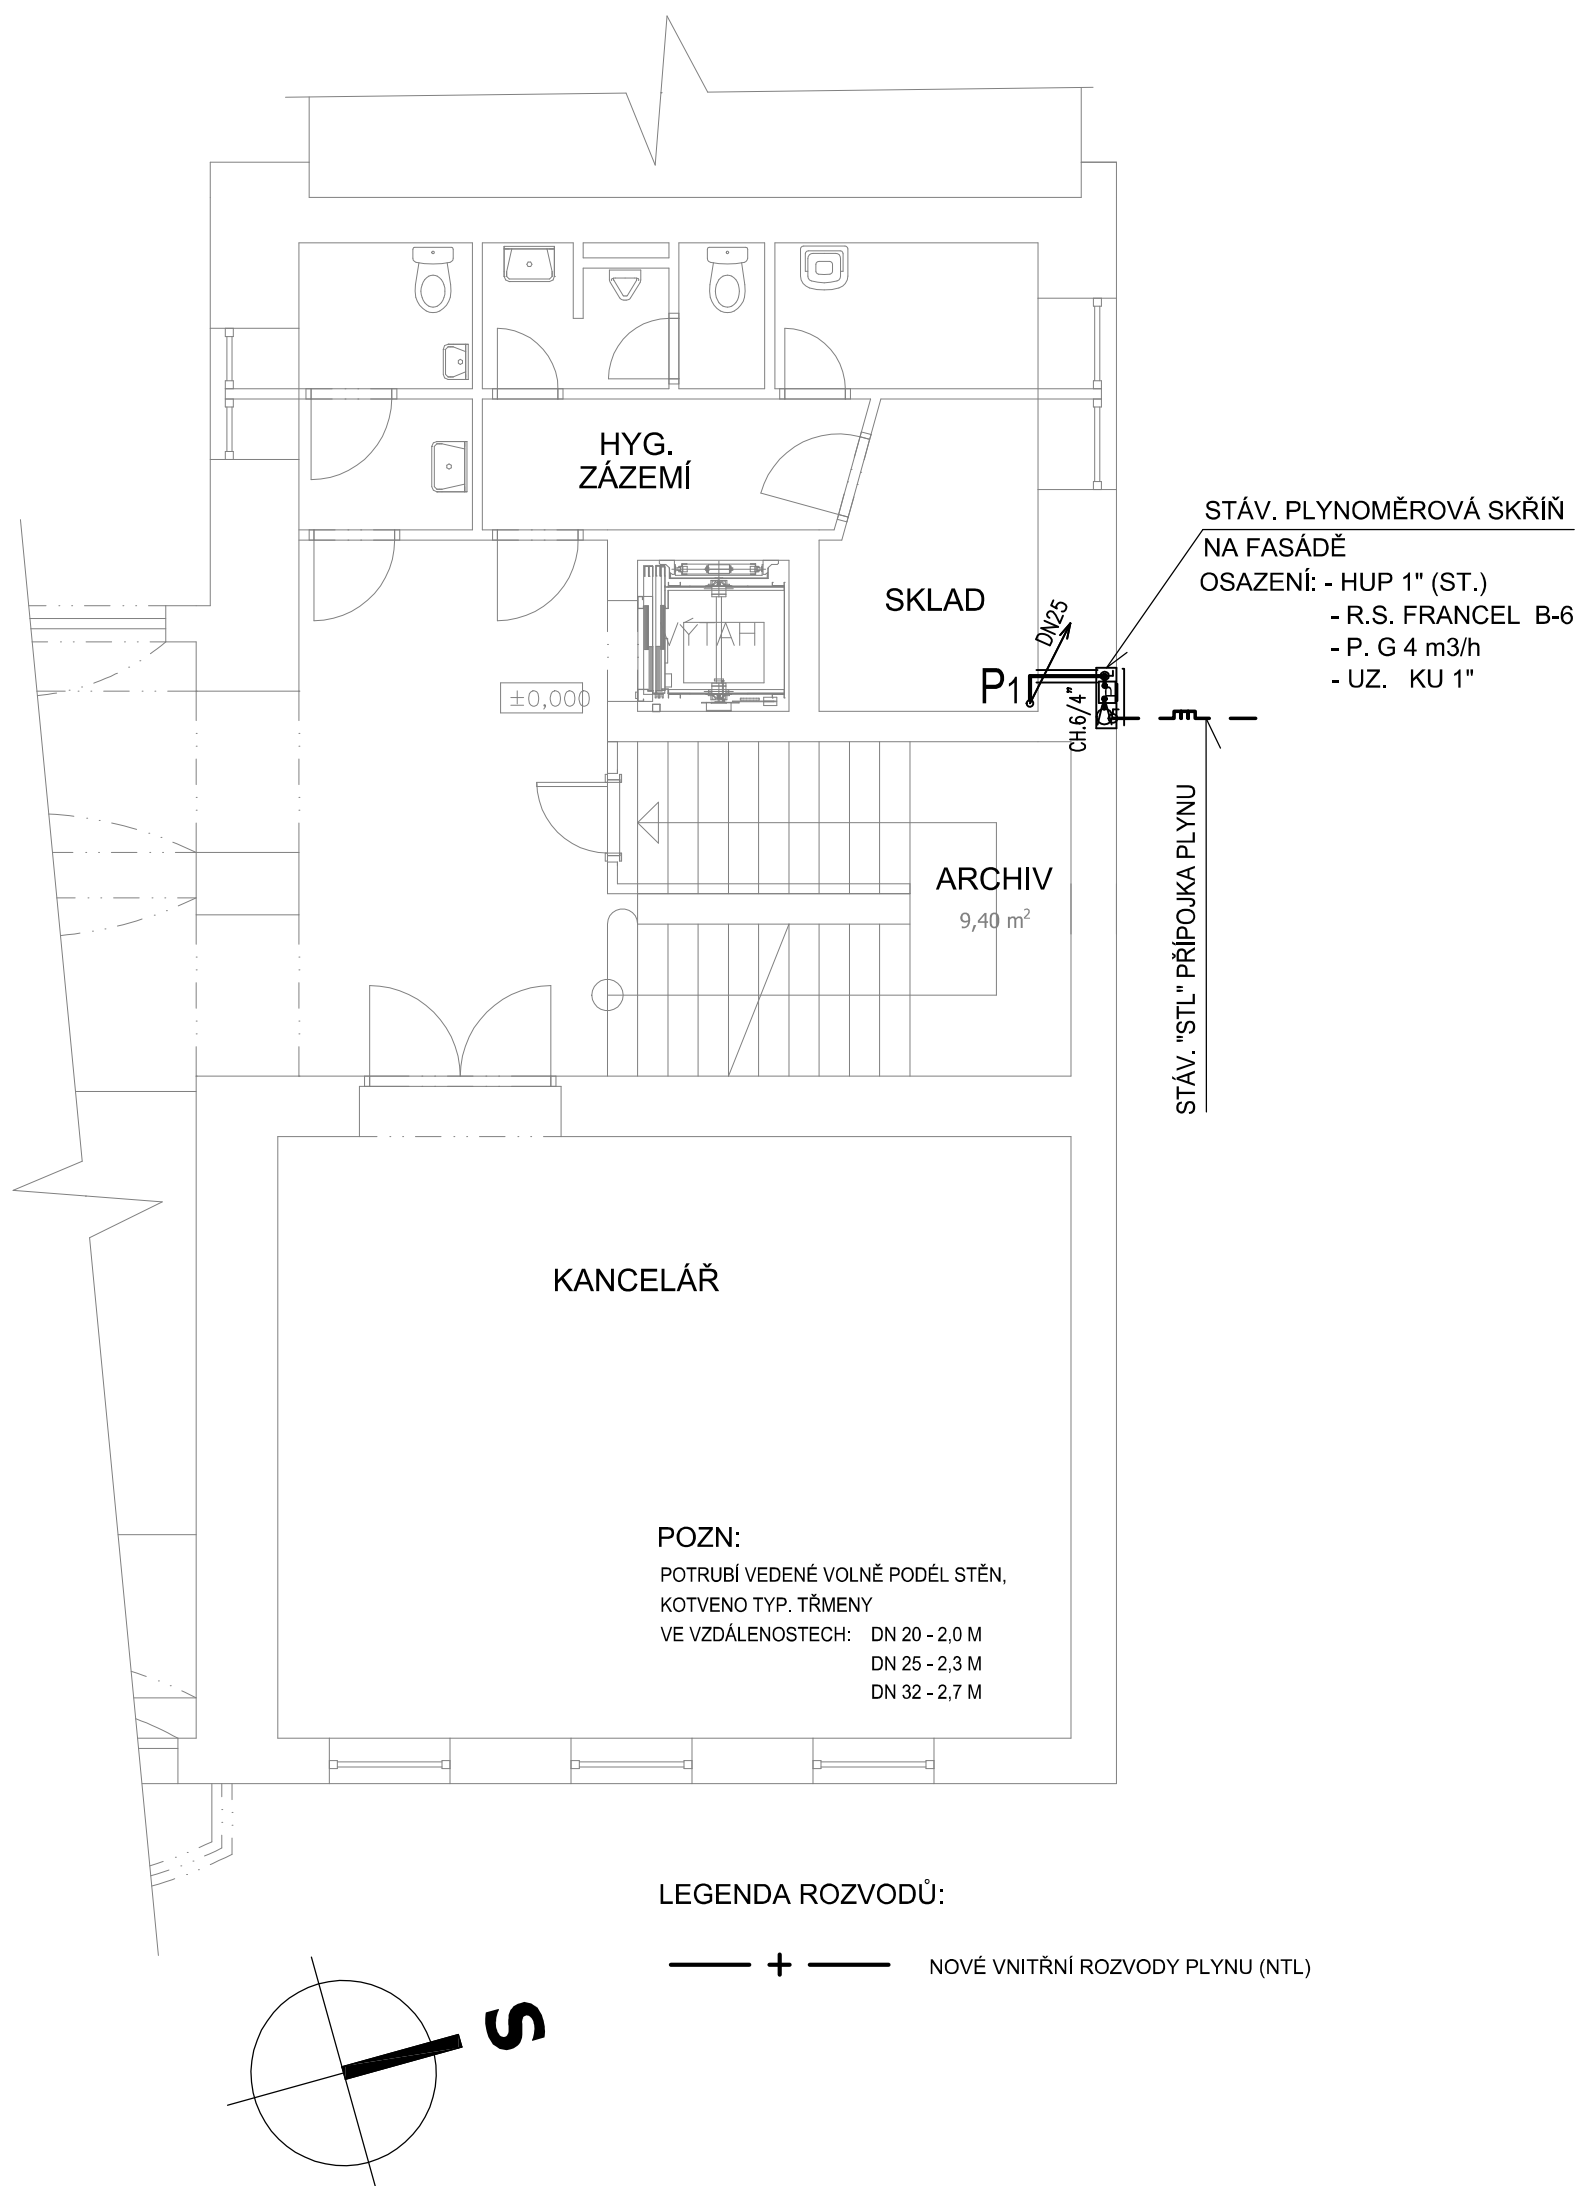 HYG.
ZÁZEMÍ
STÁV. PLYNOMĚROVÁ SKŘÍŇ
NA FASÁDĚ
OSAZENÍ: - HUP 1" (ST.)
- R.S. FRANCEL B-6
- P. G 4 m3/h
- UZ. KU 1"
SKLAD
DN25
VÝTAH
P1
±0,000
CH.6/4"
STÁV. "STL" PŘÍPOJKA PLYNU
ARCHIV
9,40 m²
KANCELÁŘ
POZN:
POTRUBÍ VEDENÉ VOLNĚ PODÉL STĚN,
KOTVENO TYP. TŘMENY
VE VZDÁLENOSTECH: DN 20 - 2,0 M
DN 25 - 2,3 M
DN 32 - 2,7 M
LEGENDA ROZVODŮ:
NOVÉ VNITŘNÍ ROZVODY PLYNU (NTL)
S